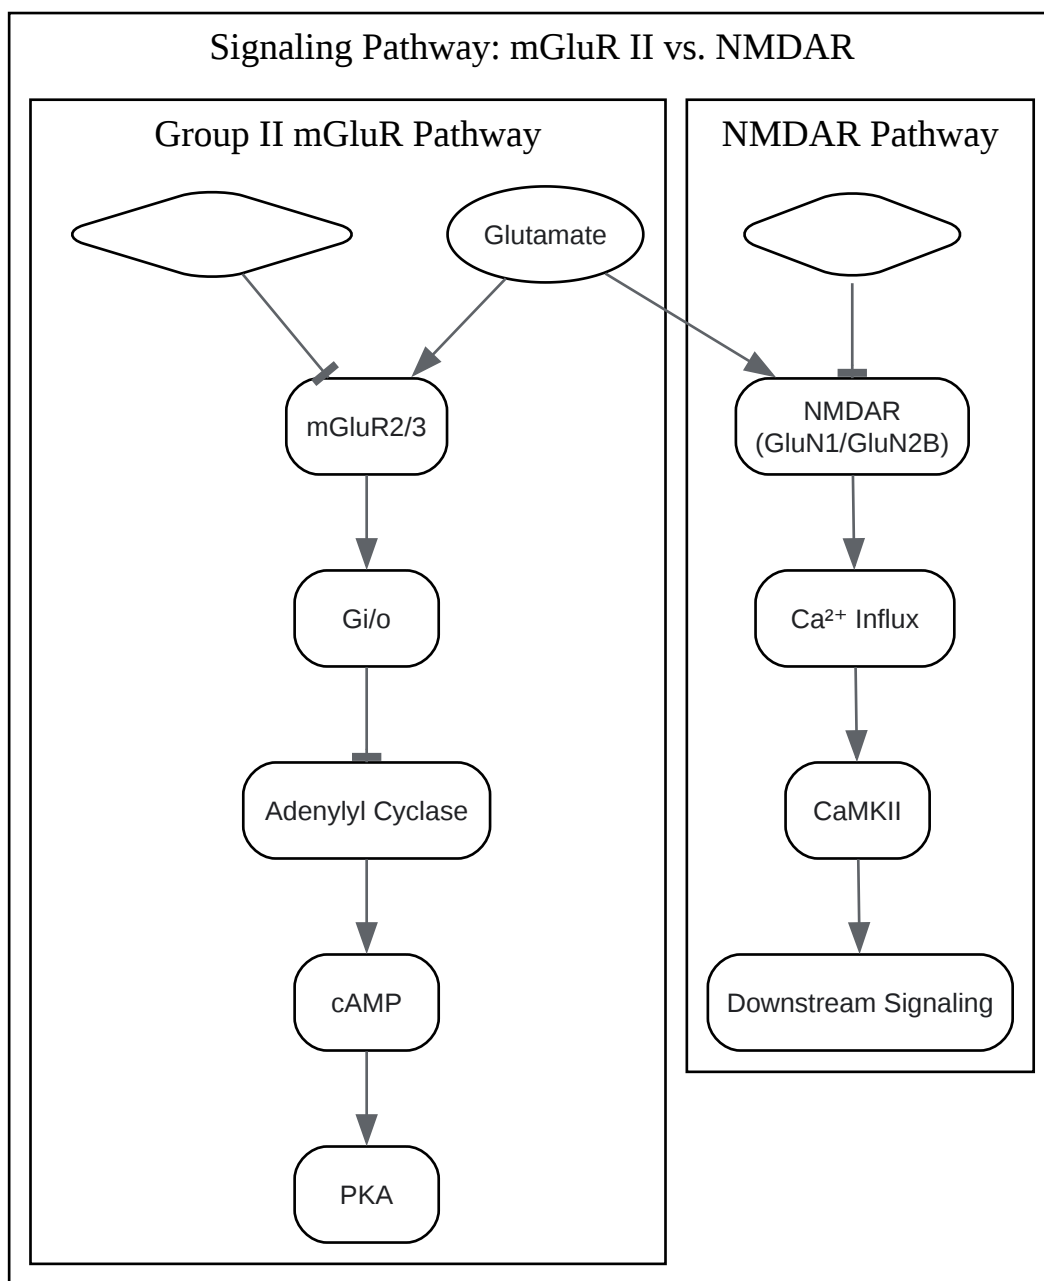 Signaling Pathway: mGluR II vs. NMDAR
Group II mGluR Pathway
NMDAR Pathway
Glutamate
mGluR2/3
NMDAR
(GluN1/GluN2B)
Gi/o
Ca²⁺ Influx
Adenylyl Cyclase
CaMKII
cAMP
Downstream Signaling
PKA